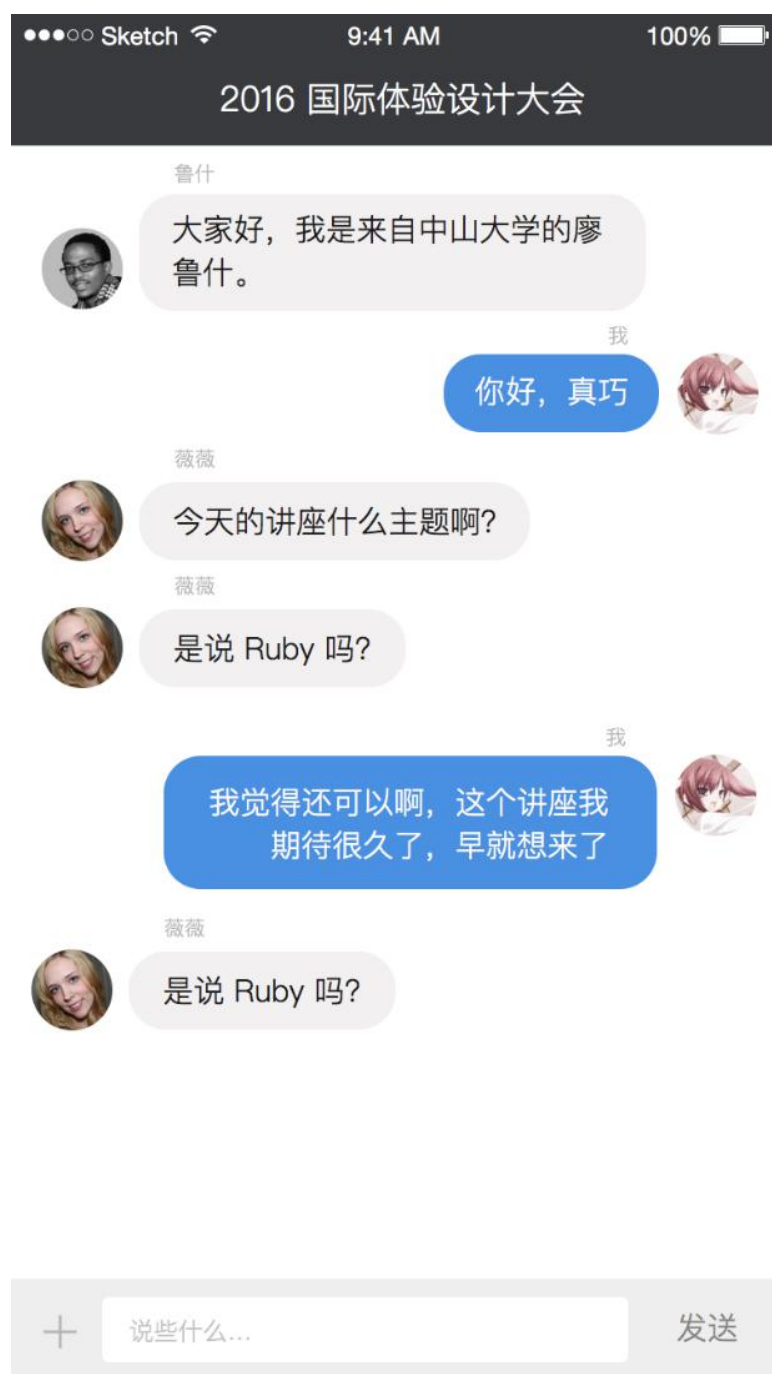 ●●●○○ Sketch 9:41 AM 100%
2016 国际体验设计大会
鲁什
大家好，我是来自中山大学的廖
鲁什。
我
你好，真巧
薇薇
今天的讲座什么主题啊?
薇薇
是说 Ruby 吗?
我
我觉得还可以啊，这个讲座我
期待很久了，早就想来了
薇薇
是说 Ruby 吗?
说些什么...
发送